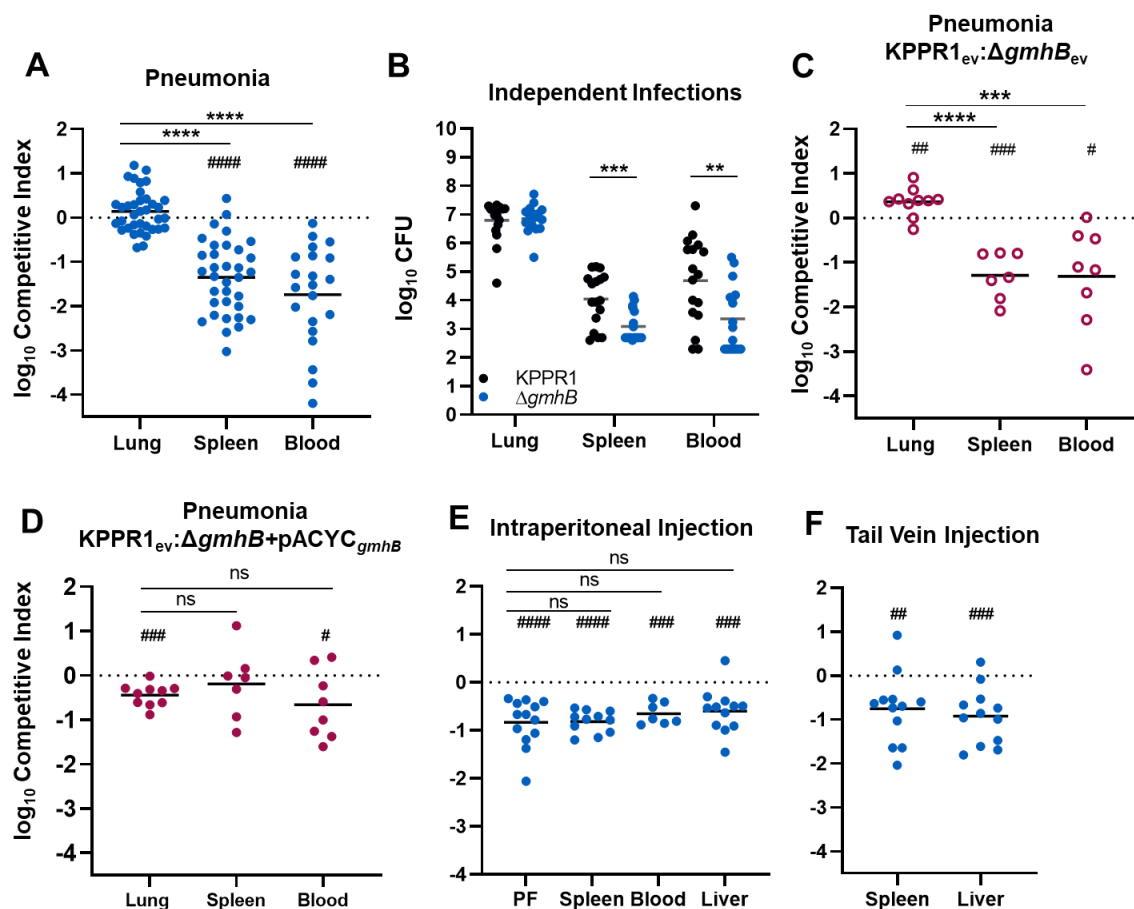 A
Pneumonia
****
****
####
####
log10 Competitive Index
2
1
0
-1
-2
-3
-4
Lung Spleen Blood
B
Independent Infections
***
**
log10 CFU
10
9
8
7
6
5
4
3
2
1
0
KPPR1
ΔgmhB
Lung Spleen Blood
C
Pneumonia
KPPR1ev:ΔgmhBev
***
****
##
###
#
log10 Competitive Index
2
1
0
-1
-2
-3
-4
Lung Spleen Blood
D
Pneumonia
KPPR1ev:ΔgmhB+pACYCgmhB
ns
ns
###
#
log10 Competitive Index
2
1
0
-1
-2
-3
-4
Lung Spleen Blood
E
Intraperitoneal Injection
ns
ns
ns
####
####
###
###
2
1
0
-1
-2
-3
-4
PF Spleen Blood Liver
F
Tail Vein Injection
##
###
2
1
0
-1
-2
-3
-4
Spleen Liver